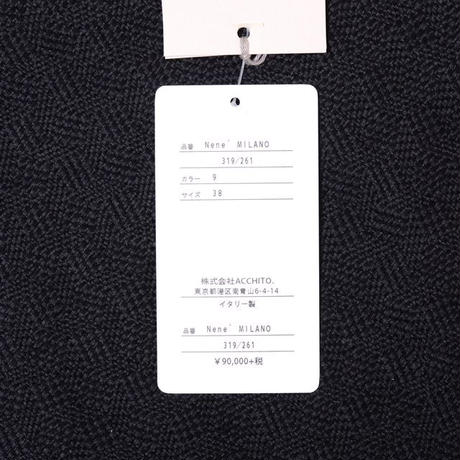 品番 Nene' MILANO
319/261
カラー 9
サイズ 38
株式会社ACCHITO.
東京都港区南青山6-4-14
イタリー製
品番 Nene' MILANO
319/261
￥90,000+税